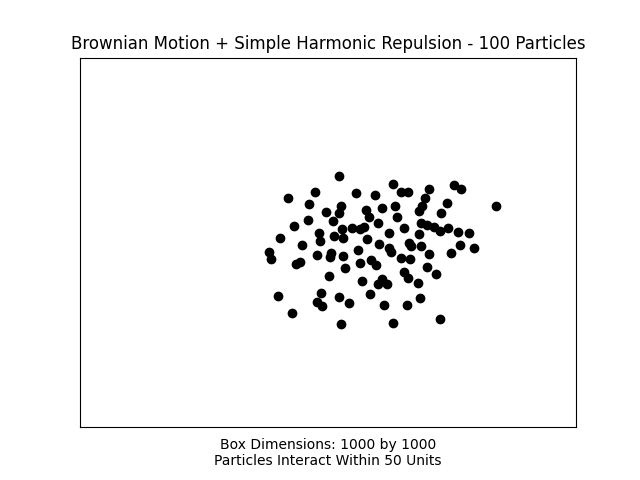 Brownian Motion + Simple Harmonic Repulsion - 100 Particles
Box Dimensions: 1000 by 1000
Particles Interact Within 50 Units